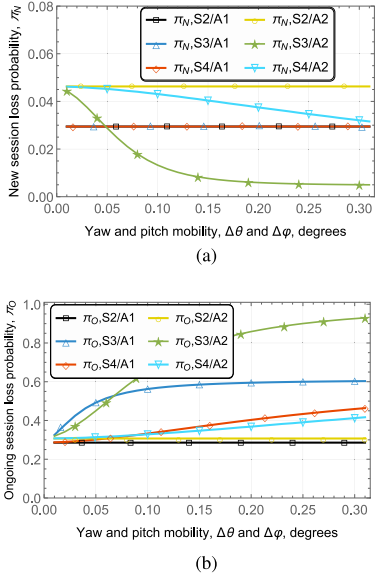 0.08
0.06
0.04
0.02
0.00
New session loss probability, π_N
π_N,S2/A1 π_N,S2/A2
π_N,S3/A1 π_N,S3/A2
π_N,S4/A1 π_N,S4/A2
0.00 0.05 0.10 0.15 0.20 0.25 0.30
Yaw and pitch mobility, Δθ and Δφ, degrees
(a)
1.0
0.8
0.6
0.4
0.2
0.0
Ongoing session loss probability, π_O
π_O,S2/A1 π_O,S2/A2
π_O,S3/A1 π_O,S3/A2
π_O,S4/A1 π_O,S4/A2
0.00 0.05 0.10 0.15 0.20 0.25 0.30
Yaw and pitch mobility, Δθ and Δφ, degrees
(b)